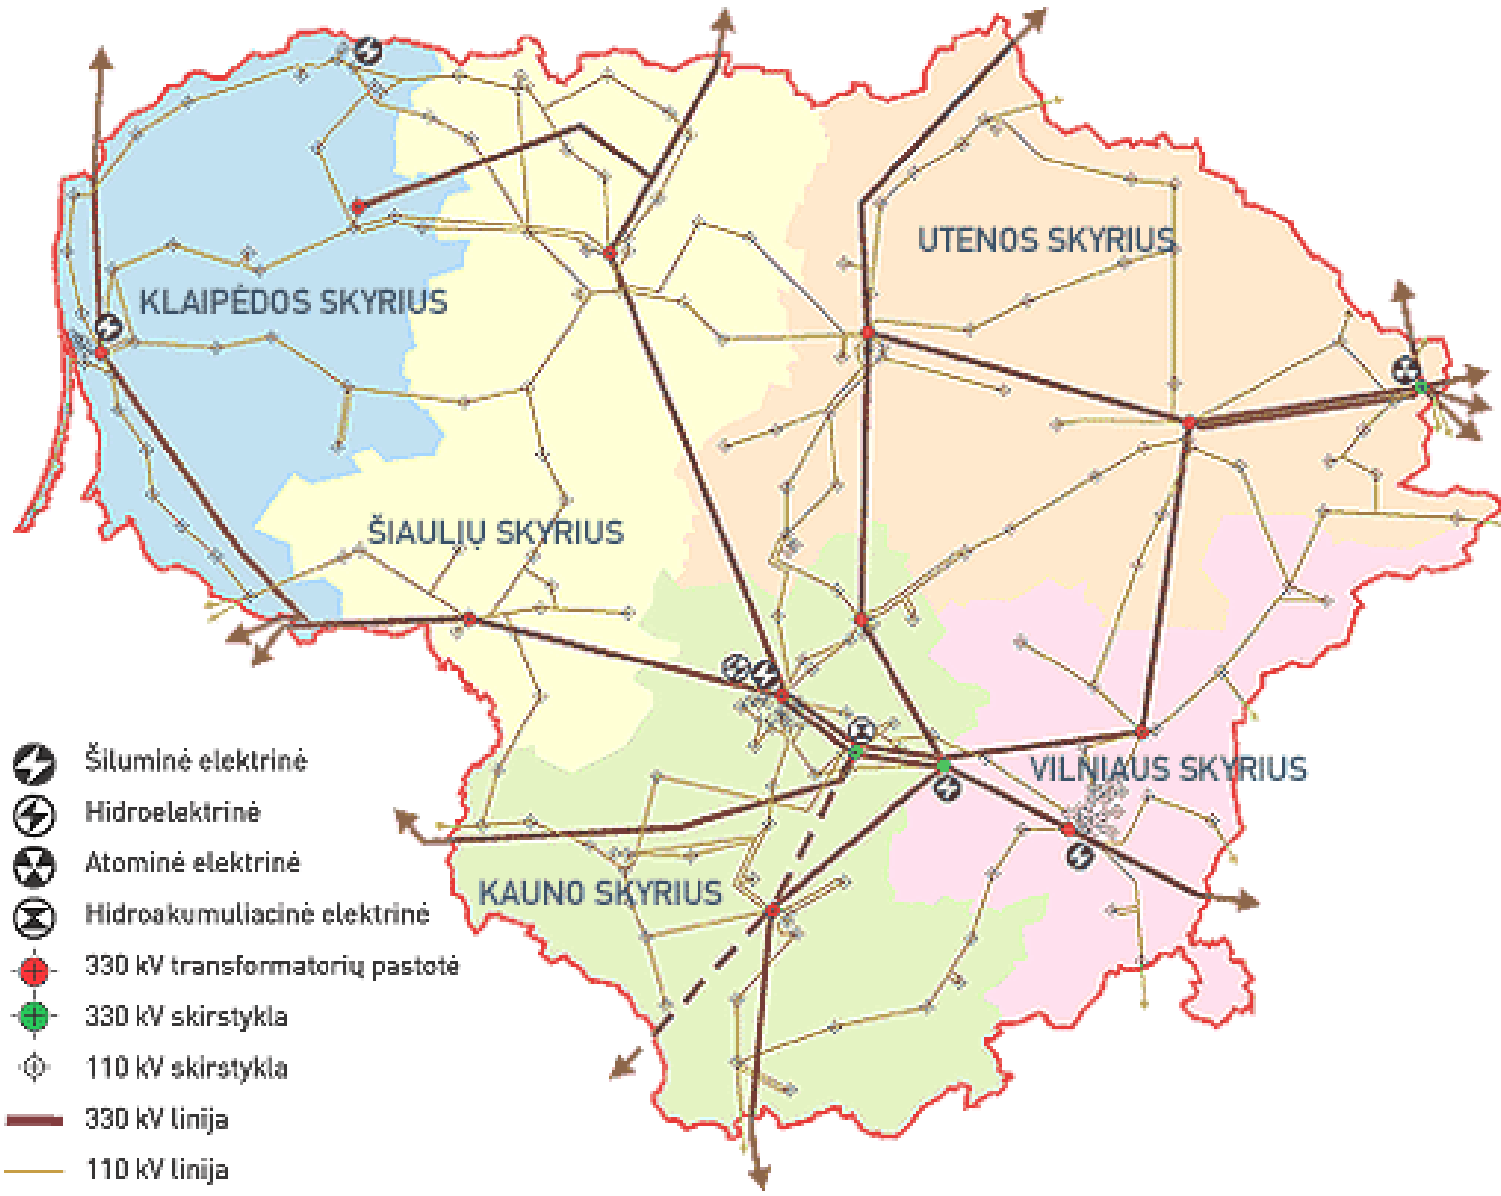 UTENOS SKYRIUS
KLAIPĖDOS SKYRIUS
ŠIAULIŲ SKYRIUS
VILNIAUS SKYRIUS
KAUNO SKYRIUS
Šiluminė elektrinė
Hidroelektrinė
Atominė elektrinė
Hidroakumuliacinė elektrinė
330 kV transformatorių pastotė
330 kV skirstykla
110 kV skirstykla
330 kV linija
110 kV linija